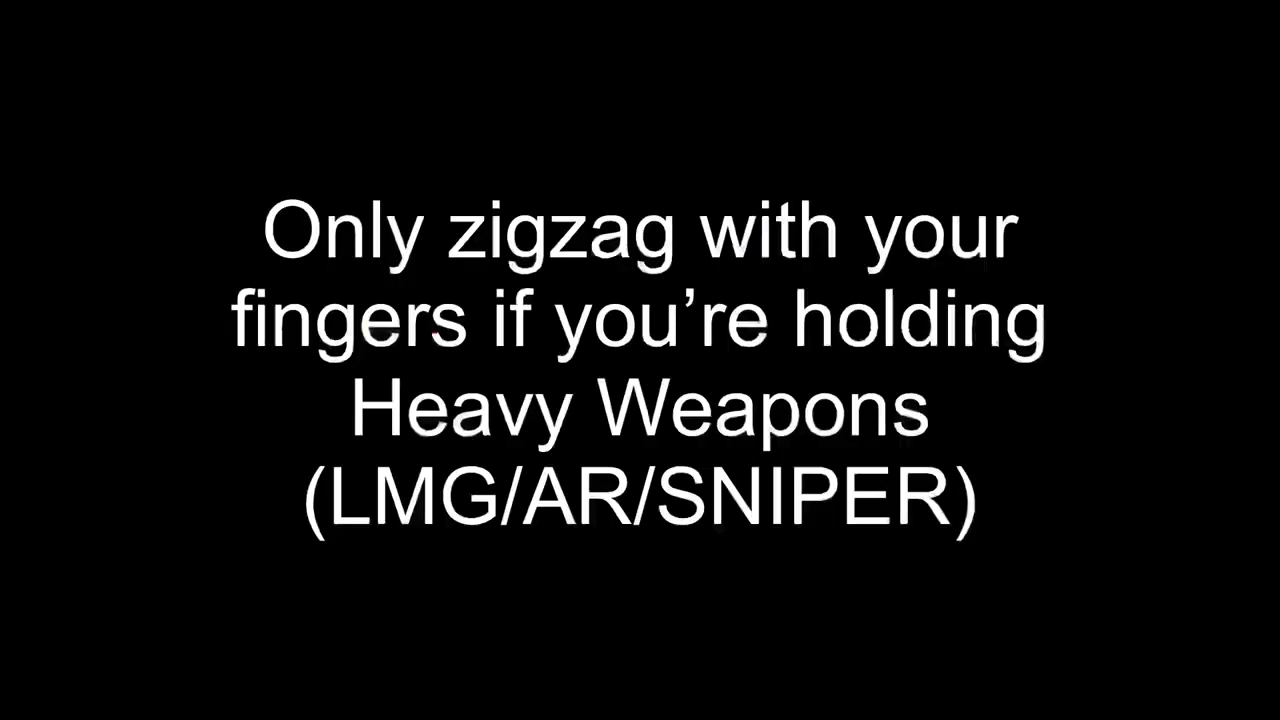 Only zigzag with your
fingers if you’re holding
Heavy Weapons
(LMG/AR/SNIPER)